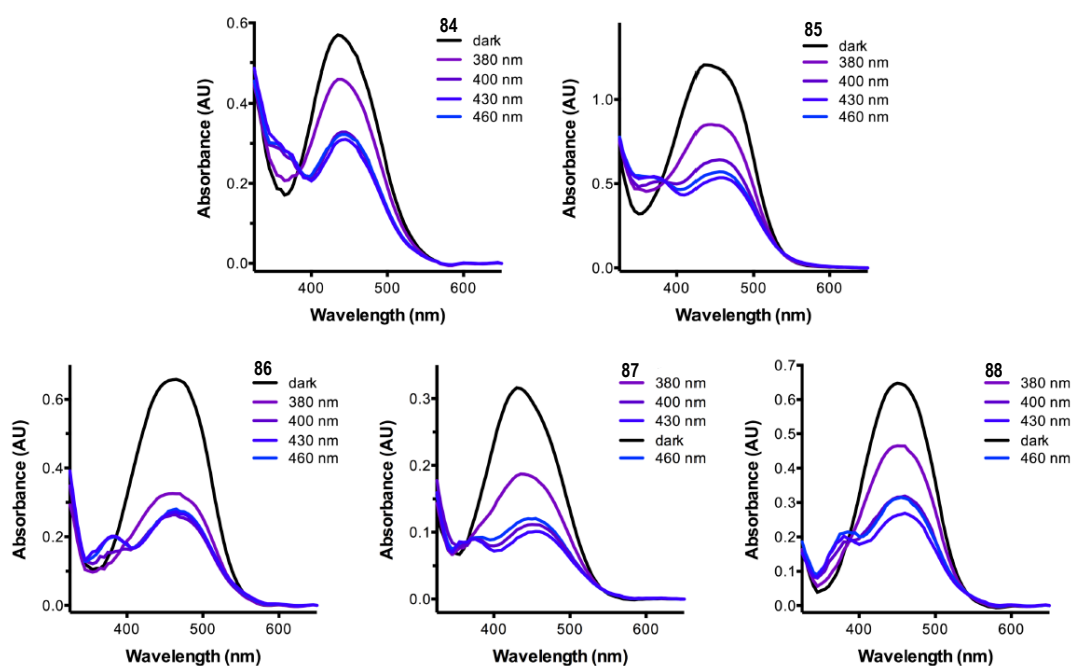 84
dark
380 nm
400 nm
430 nm
460 nm
Absorbance (AU)
0.6
0.4
0.2
0.0
400
500
600
Wavelength (nm)
85
dark
380 nm
400 nm
430 nm
460 nm
Absorbance (AU)
1.0
0.5
0.0
400
500
600
Wavelength (nm)
86
dark
380 nm
400 nm
430 nm
460 nm
Absorbance (AU)
0.6
0.4
0.2
0.0
400
500
600
Wavelength (nm)
87
380 nm
400 nm
430 nm
dark
460 nm
Absorbance (AU)
0.3
0.2
0.1
0.0
400
500
600
Wavelength (nm)
88
380 nm
400 nm
430 nm
dark
460 nm
Absorbance (AU)
0.7
0.6
0.5
0.4
0.3
0.2
0.1
0.0
400
500
600
Wavelength (nm)